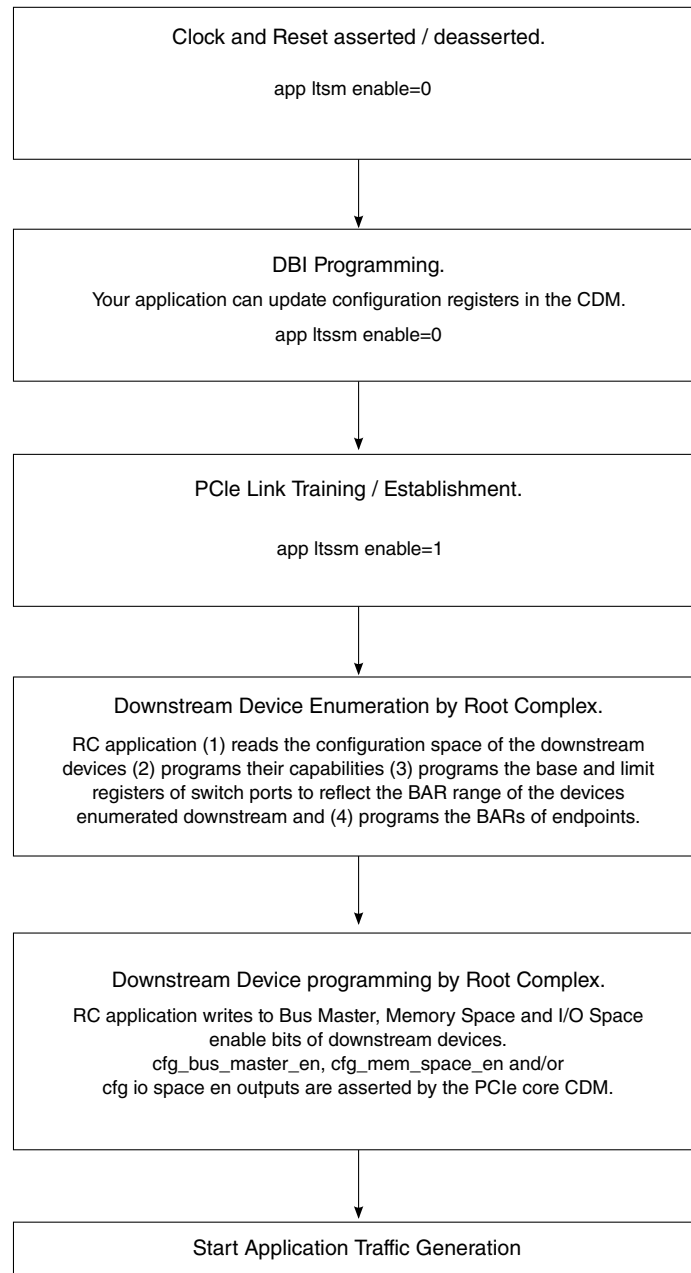 Clock and Reset asserted / deasserted.
app ltsm enable=0
DBI Programming.
Your application can update configuration registers in the CDM.
app ltssm enable=0
PCIe Link Training / Establishment.
app ltssm enable=1
Downstream Device Enumeration by Root Complex.
RC application (1) reads the configuration space of the downstream
devices (2) programs their capabilities (3) programs the base and limit
registers of switch ports to reflect the BAR range of the devices
enumerated downstream and (4) programs the BARs of endpoints.
Downstream Device programming by Root Complex.
RC application writes to Bus Master, Memory Space and I/O Space
enable bits of downstream devices.
cfg_bus_master_en, cfg_mem_space_en and/or
cfg io space en outputs are asserted by the PCIe core CDM.
Start Application Traffic Generation